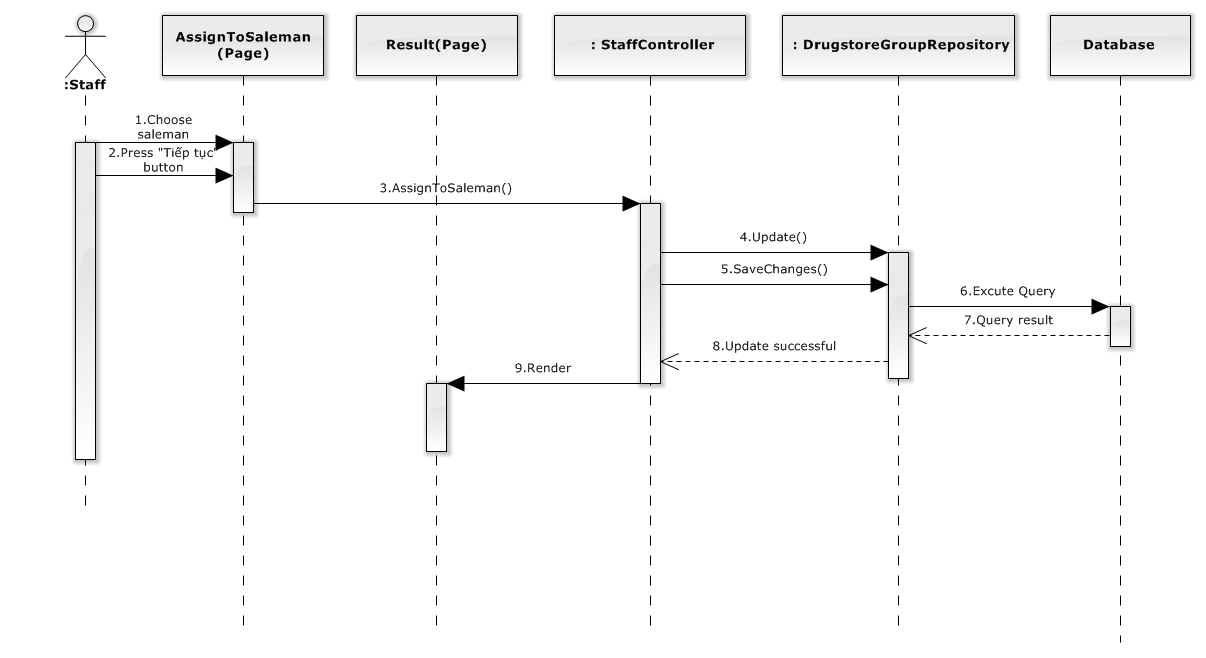 AssignToSaleman
(Page)
Result(Page)
: StaffController
: DrugstoreGroupRepository
Database
:Staff
1.Choose
saleman
2.Press "Tiếp tục"
button
3.AssignToSaleman()
4.Update()
5.SaveChanges()
6.Excute Query
7.Query result
8.Update successful
9.Render